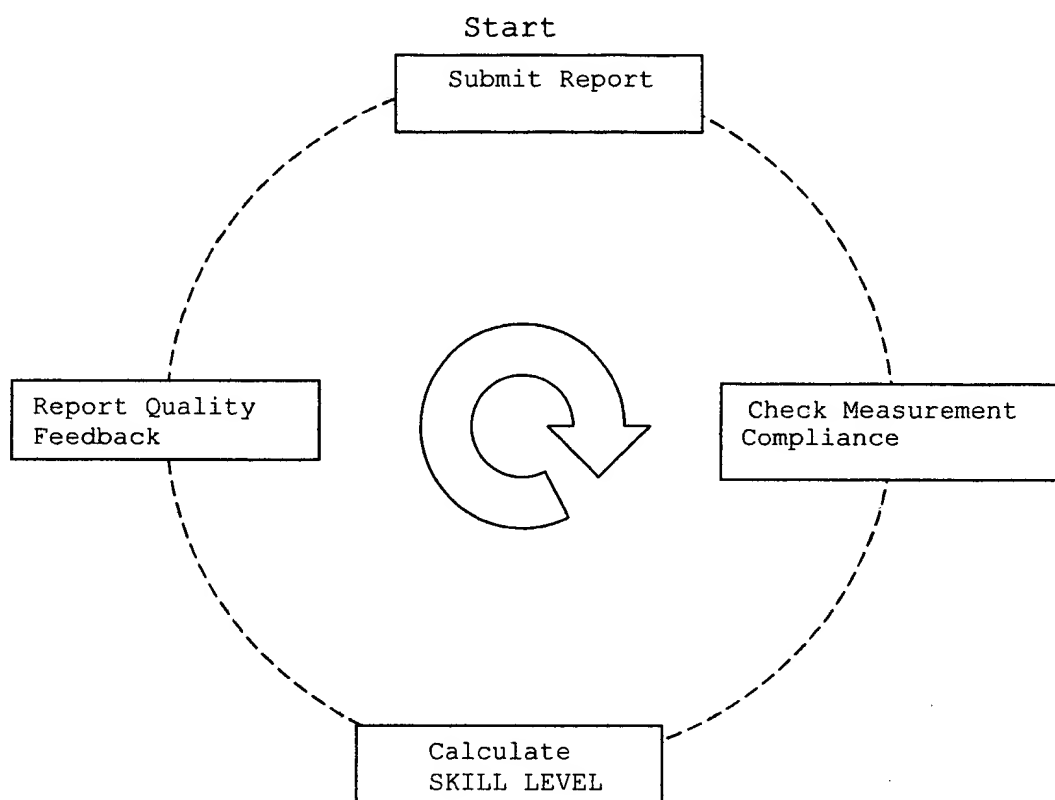 Start
Submit Report
Check Measurement
Compliance
Calculate
SKILL LEVEL
Report Quality
Feedback